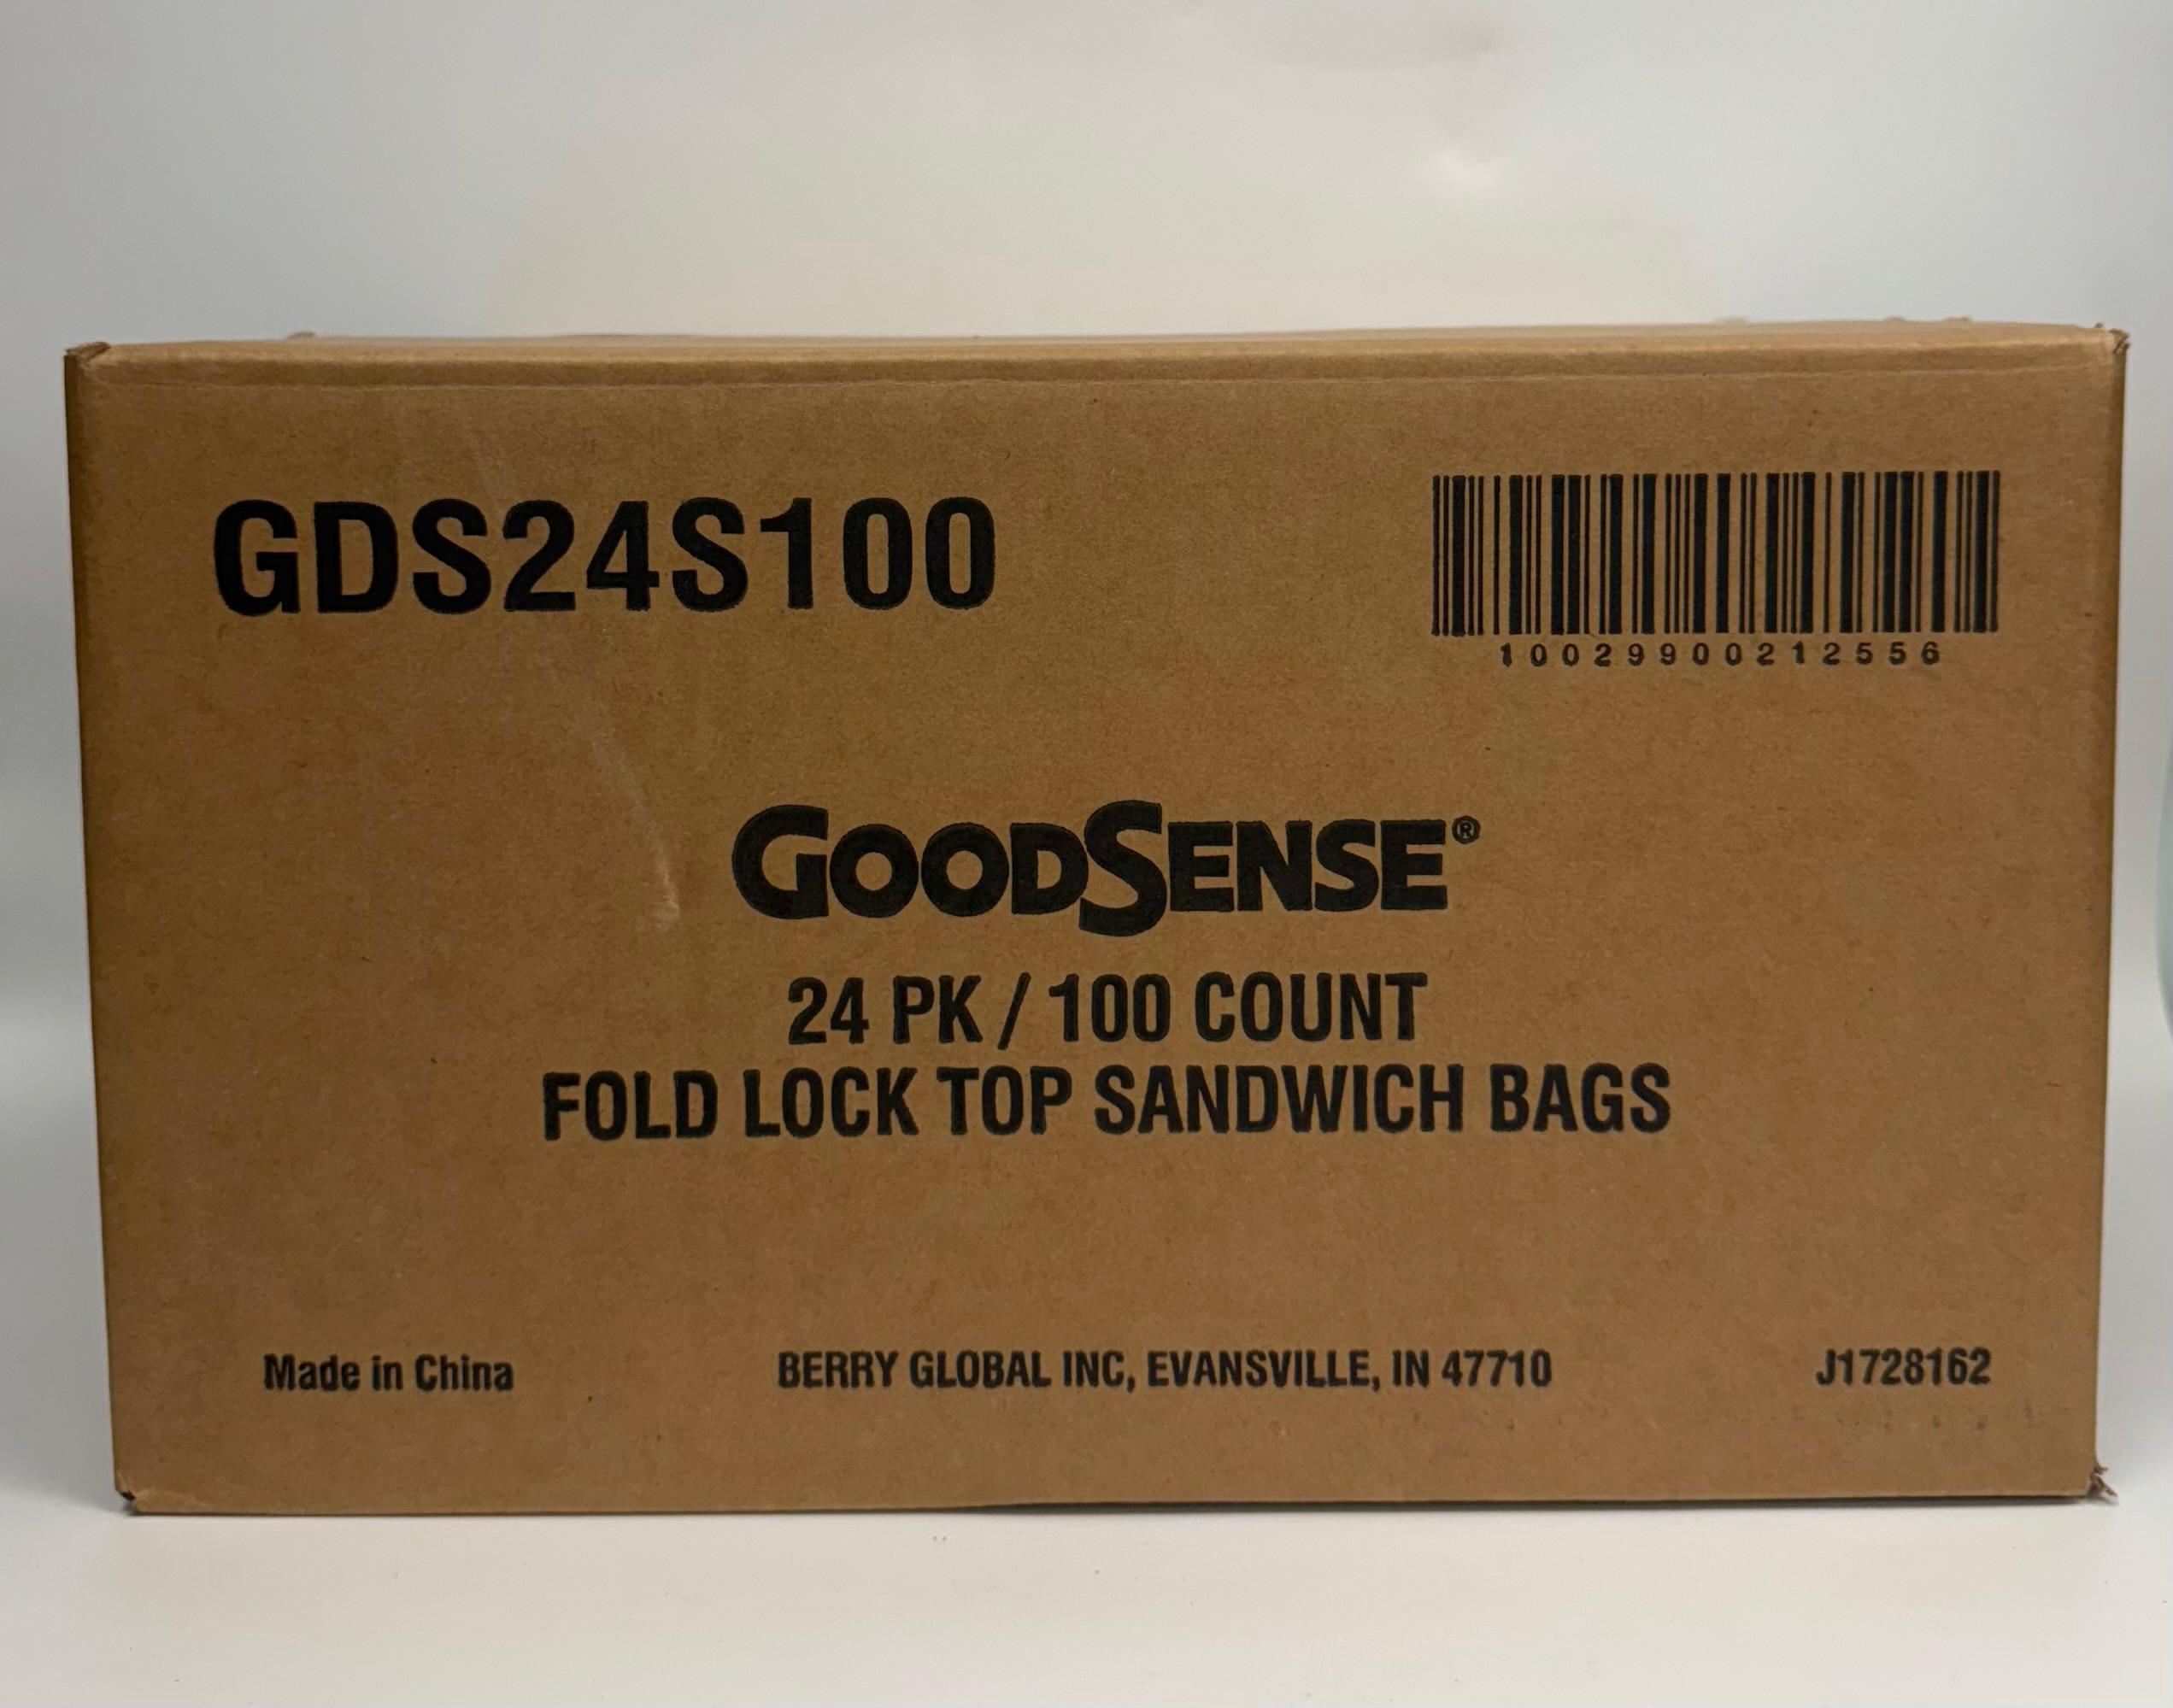 GDS24S100
10029900212556
GOODSENSE®
24 PK / 100 COUNT
FOLD LOCK TOP SANDWICH BAGS
Made in China BERRY GLOBAL INC, EVANSVILLE, IN 47710 J1728162